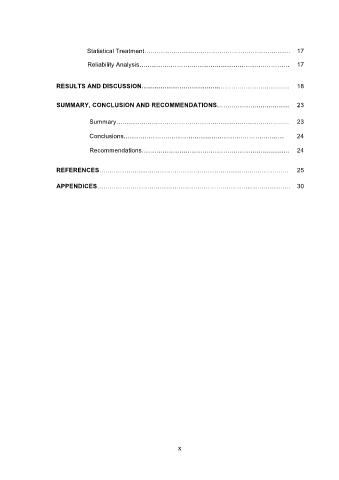 Statistical Treatment……………………………………………………………… 17
Reliability Analysis………………………………………………………………… 17
RESULTS AND DISCUSSION……………………………………………………………… 18
SUMMARY, CONCLUSION AND RECOMMENDATIONS……………………………… 23
Summary…………………………………………………………………………… 23
Conclusions……………………………………………………………………… 24
Recommendations………………………………………………………………… 24
REFERENCES…………………………………………………………………………………… 25
APPENDICES…………………………………………………………………………………… 30
x